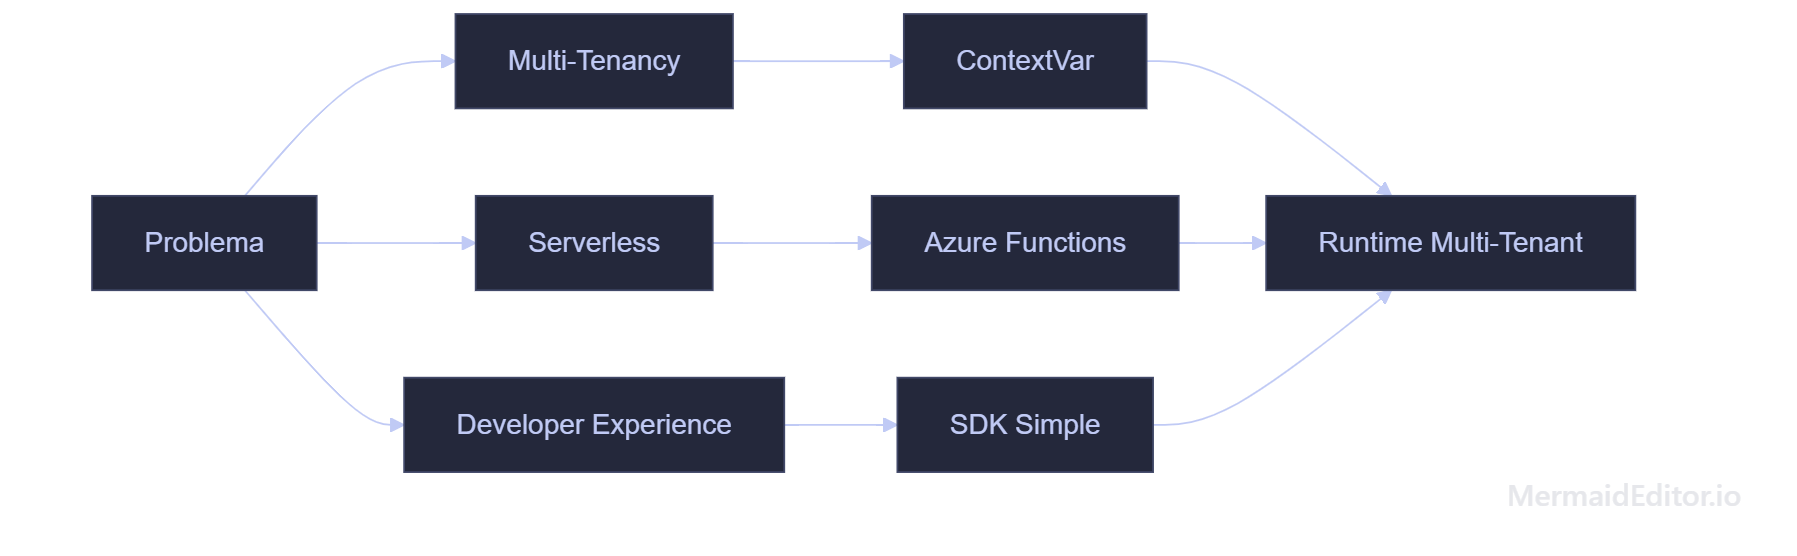 Multi-Tenancy
ContextVar
Problema
Serverless
Azure Functions
Runtime Multi-Tenant
Developer Experience
SDK Simple
MermaidEditor.io